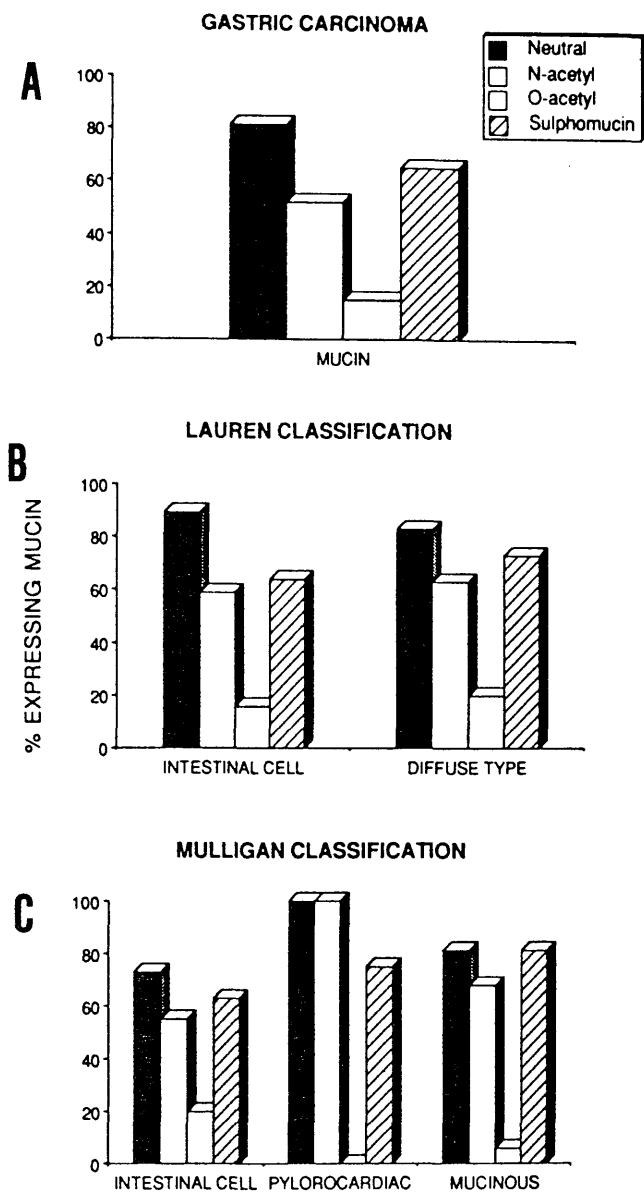 GASTRIC CARCINOMA
A
Neutral
N-acetyl
O-acetyl
Sulphomucin
100
80
60
40
20
0
MUCIN
LAUREN CLASSIFICATION
B
% EXPRESSING MUCIN
100
80
60
40
20
0
INTESTINAL CELL DIFFUSE TYPE
MULLIGAN CLASSIFICATION
C
100
80
60
40
20
0
INTESTINAL CELL PYLOROCARDIAC MUCINOUS